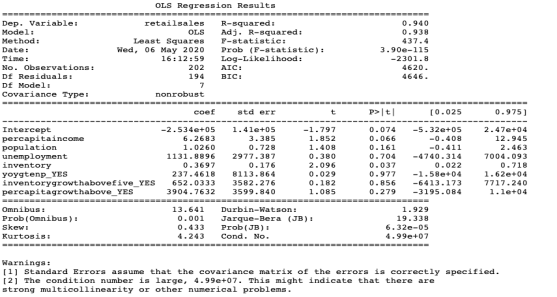 OLS Regression Results
Dep. Variable: retailsales R-squared: 0.940
Model: OLS Adj. R-squared: 0.938
Method: Least Squares F-statistic: 437.4
Date: Wed, 06 May 2020 Prob (F-statistic): 3.90e-115
Time: 16:12:59 Log-Likelihood: -2301.8
No. Observations: 202 AIC: 4620.
Df Residuals: 194 BIC: 4646.
Df Model: 7
Covariance Type: nonrobust
coef std err t P>|t| [0.025 0.975]
Intercept -2.534e+05 1.41e+05 -1.797 0.074 -5.32e+05 2.47e+04
percapitaincome 6.2683 3.385 1.852 0.066 -0.408 12.945
population 1.0260 0.728 1.408 0.161 -0.411 2.463
unemployment 1131.8896 2977.387 0.380 0.704 -4740.314 7004.093
inventory 0.3697 0.176 2.096 0.037 0.022 0.718
yoygtenp_YES 237.4618 8113.864 0.029 0.977 -1.58e+04 1.62e+04
inventorygrowthabovefive_YES 652.0333 3582.276 0.182 0.856 -6413.173 7717.240
percapitagrowthabove_YES 3904.7632 3599.840 1.085 0.279 -3195.084 1.1e+04
Omnibus: 13.641 Durbin-Watson: 1.929
Prob(Omnibus): 0.001 Jarque-Bera (JB): 19.338
Skew: 0.433 Prob(JB): 6.32e-05
Kurtosis: 4.243 Cond. No. 4.99e+07
Warnings:
[1] Standard Errors assume that the covariance matrix of the errors is correctly specified.
[2] The condition number is large, 4.99e+07. This might indicate that there are
strong multicollinearity or other numerical problems.